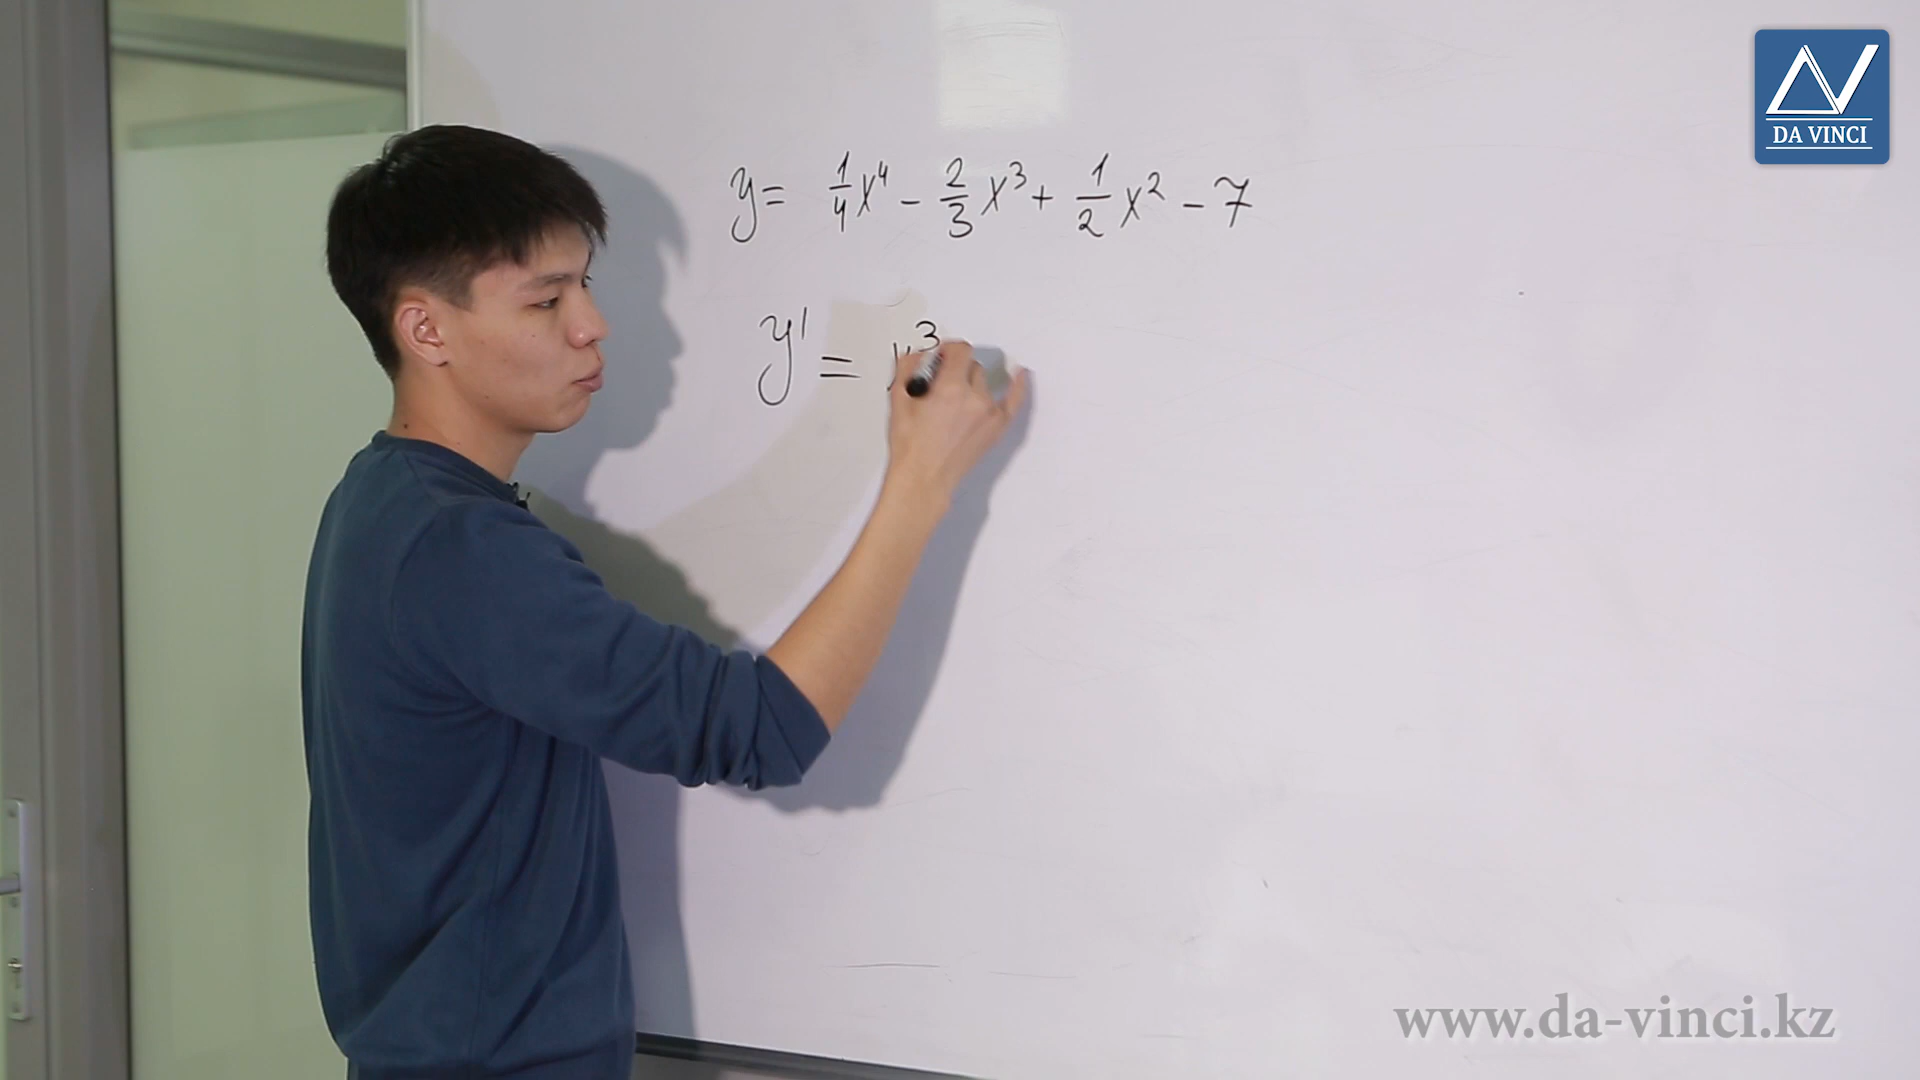 DA VINCI
y = 1/4 x⁴ - 2/3 x³ + 1/2 x² - 7
y' = x³
www.da-vinci.kz